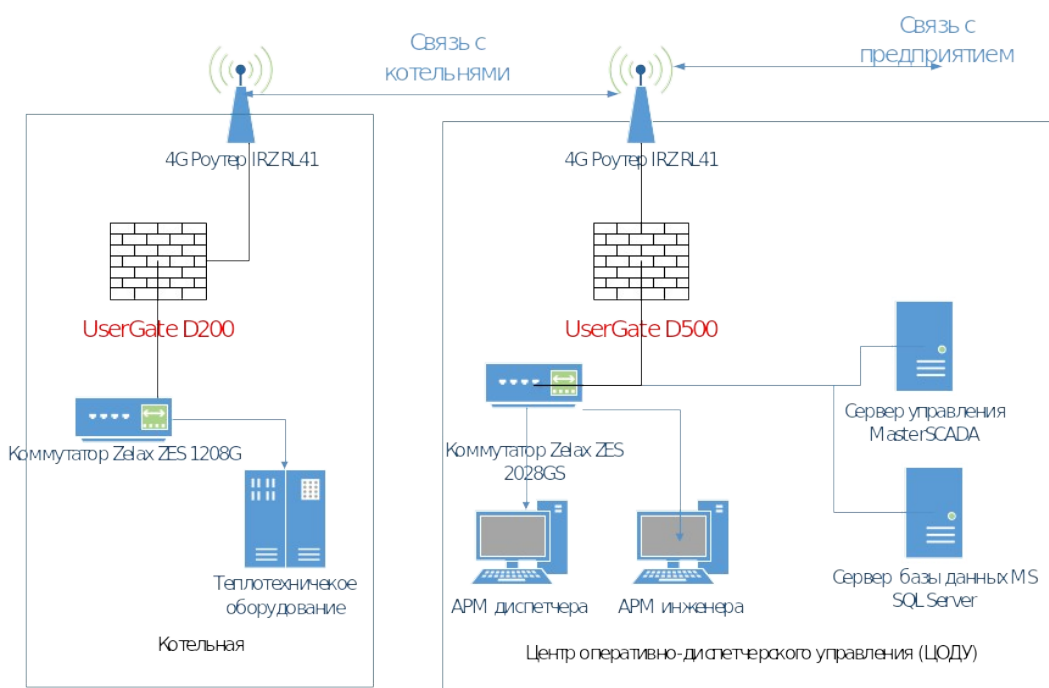 Связь с
котельнями
Связь с
предприятием
4G Роутер IRZ RL41
4G Роутер IRZ RL41
UserGate D200
UserGate D500
Коммутатор Zelax ZES 1208G
Коммутатор Zelax ZES
2028GS
Сервер управления
MasterSCADA
Теплотехничекое
оборудование
АРМ диспетчера
АРМ инженера
Сервер базы данных MS
SQL Server
Котельная
Центр оперативно-диспетчерского управления (ЦОДУ)